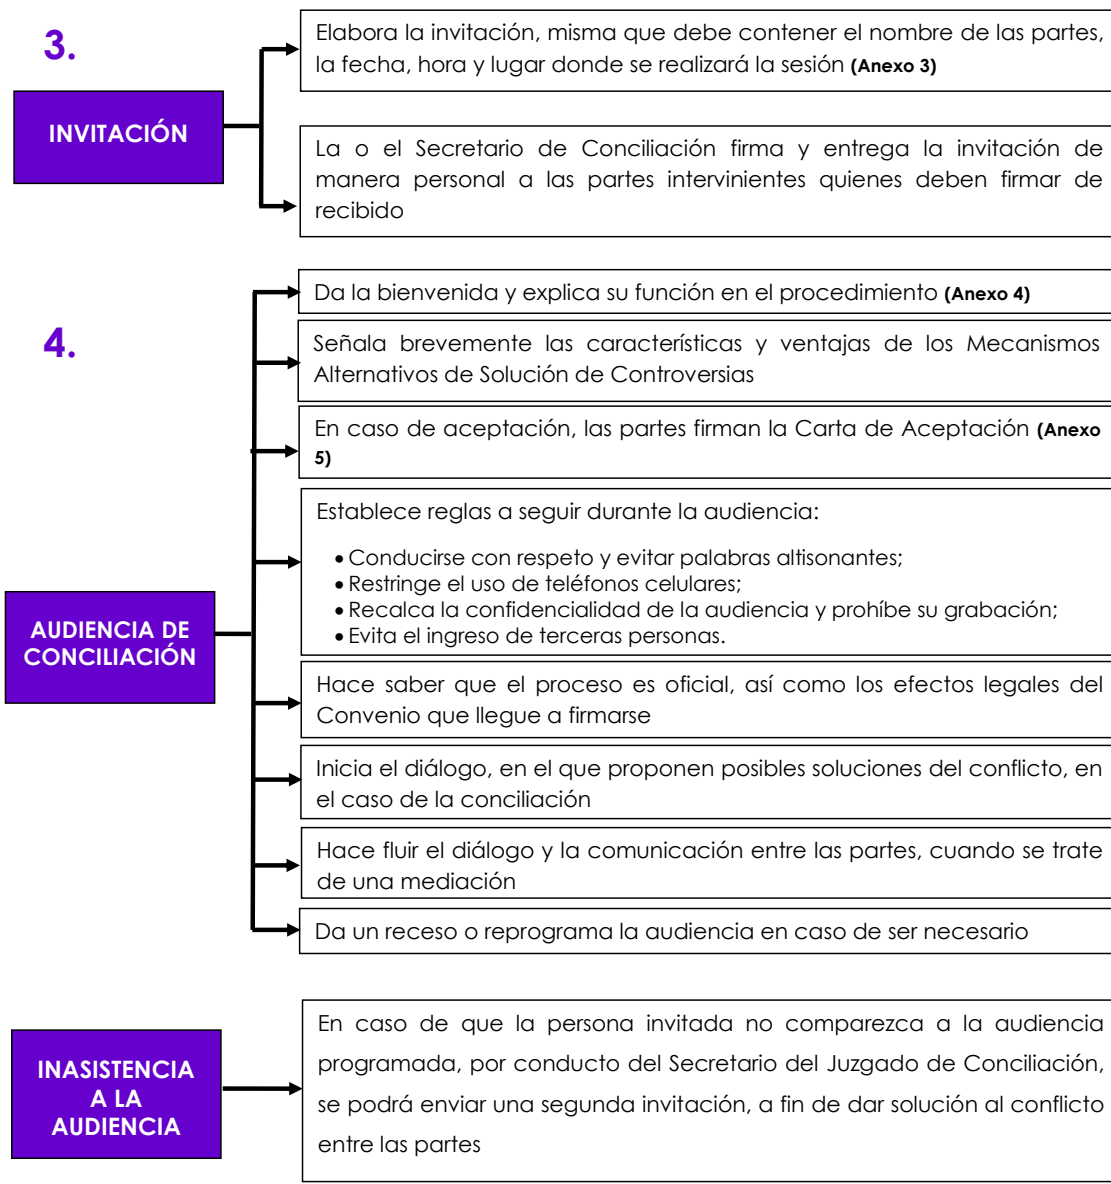 3.
INVITACIÓN
Elabora la invitación, misma que debe contener el nombre de las partes,
la fecha, hora y lugar donde se realizará la sesión (Anexo 3)
La o el Secretario de Conciliación firma y entrega la invitación de
manera personal a las partes intervinientes quienes deben firmar de
recibido
4.
AUDIENCIA DE
CONCILIACIÓN
Da la bienvenida y explica su función en el procedimiento (Anexo 4)
Señala brevemente las características y ventajas de los Mecanismos
Alternativos de Solución de Controversias
En caso de aceptación, las partes firman la Carta de Aceptación (Anexo
5)
Establece reglas a seguir durante la audiencia:
• Conducirse con respeto y evitar palabras altisonantes;
• Restringe el uso de teléfonos celulares;
• Recalca la confidencialidad de la audiencia y prohíbe su grabación;
• Evita el ingreso de terceras personas.
Hace saber que el proceso es oficial, así como los efectos legales del
Convenio que llegue a firmarse
Inicia el diálogo, en el que proponen posibles soluciones del conflicto, en
el caso de la conciliación
Hace fluir el diálogo y la comunicación entre las partes, cuando se trate
de una mediación
Da un receso o reprograma la audiencia en caso de ser necesario
INASISTENCIA
A LA
AUDIENCIA
En caso de que la persona invitada no comparezca a la audiencia
programada, por conducto del Secretario del Juzgado de Conciliación,
se podrá enviar una segunda invitación, a fin de dar solución al conflicto
entre las partes